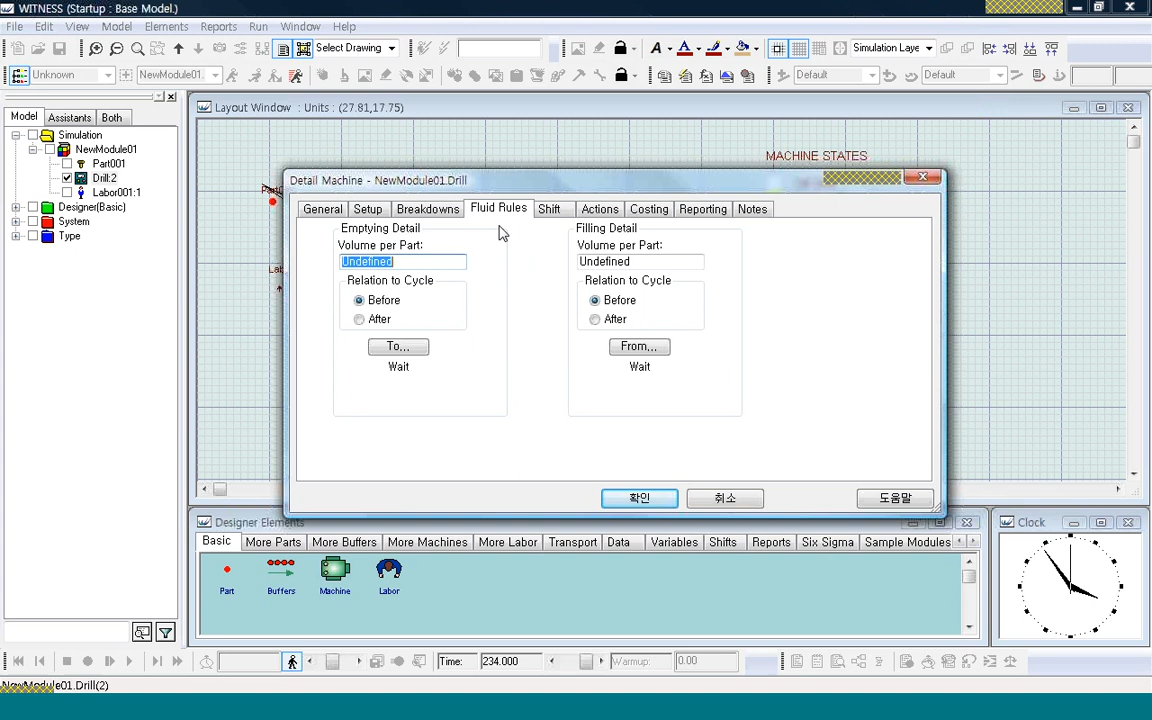 WITNESS (Startup : Base Model.)
File Edit View Model Elements Reports Run Window Help
Select Drawing
Simulation Laye
Unknown NewModule01.
Default Default
Model Assistants Both
Simulation
NewModule01
Part001
Drill:2
Labor001:1
Designer(Basic)
System
Type
Layout Window : Units : (27.81,17.75)
MACHINE STATES
Detail Machine - NewModule01.Drill
General Setup Breakdowns Fluid Rules Shift Actions Costing Reporting Notes
Emptying Detail
Volume per Part:
Undefined
Relation to Cycle
Before
After
To...
Wait
Filling Detail
Volume per Part:
Undefined
Relation to Cycle
Before
After
From...
Wait
확인 취소 도움말
Designer Elements
Basic More Parts More Buffers More Machines More Labor Transport Data Variables Shifts Reports Six Sigma Sample Modules
Part Buffers Machine Labor
Clock
Time: 234.000 Warmup: 0.00
NewModule01.Drill(2)